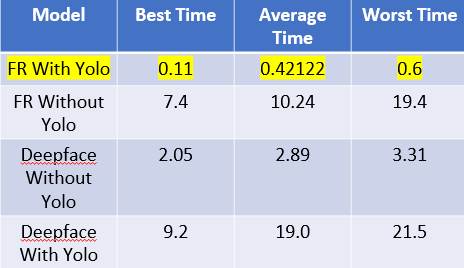 Model Best Time Average Time Worst Time
FR With Yolo 0.11 0.42122 0.6
FR Without Yolo 7.4 10.24 19.4
Deepface Without Yolo 2.05 2.89 3.31
Deepface With Yolo 9.2 19.0 21.5